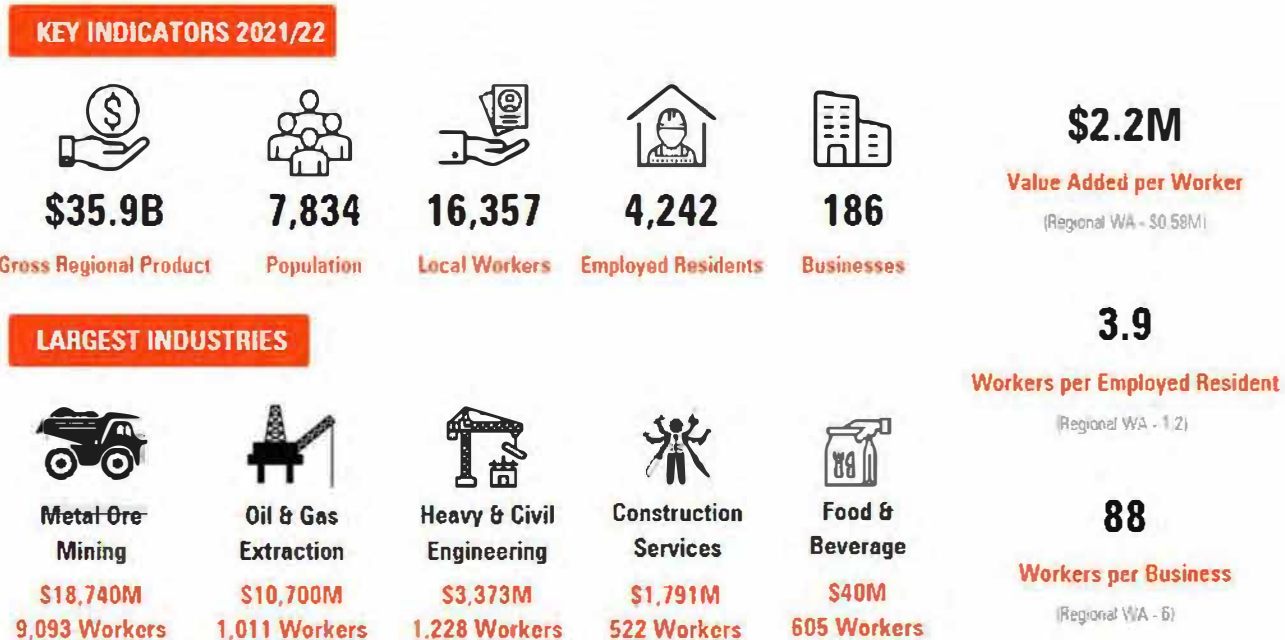 KEY INDICATORS 2021/22
$35.9B
Gross Regional Product
7,834
Population
16,357
Local Workers
4,242
Employed Residents
186
Businesses
$2.2M
Value Added per Worker
(Regional WA - $0.58M)
3.9
Workers per Employed Resident
(Regional WA - 1.2)
88
Workers per Business
(Regional WA - 6)
LARGEST INDUSTRIES
Metal Ore
Mining
$18,740M
9,093 Workers
Oil & Gas
Extraction
$10,700M
1,011 Workers
Heavy & Civil
Engineering
$3,373M
1,228 Workers
Construction
Services
$1,791M
522 Workers
Food &
Beverage
$40M
605 Workers